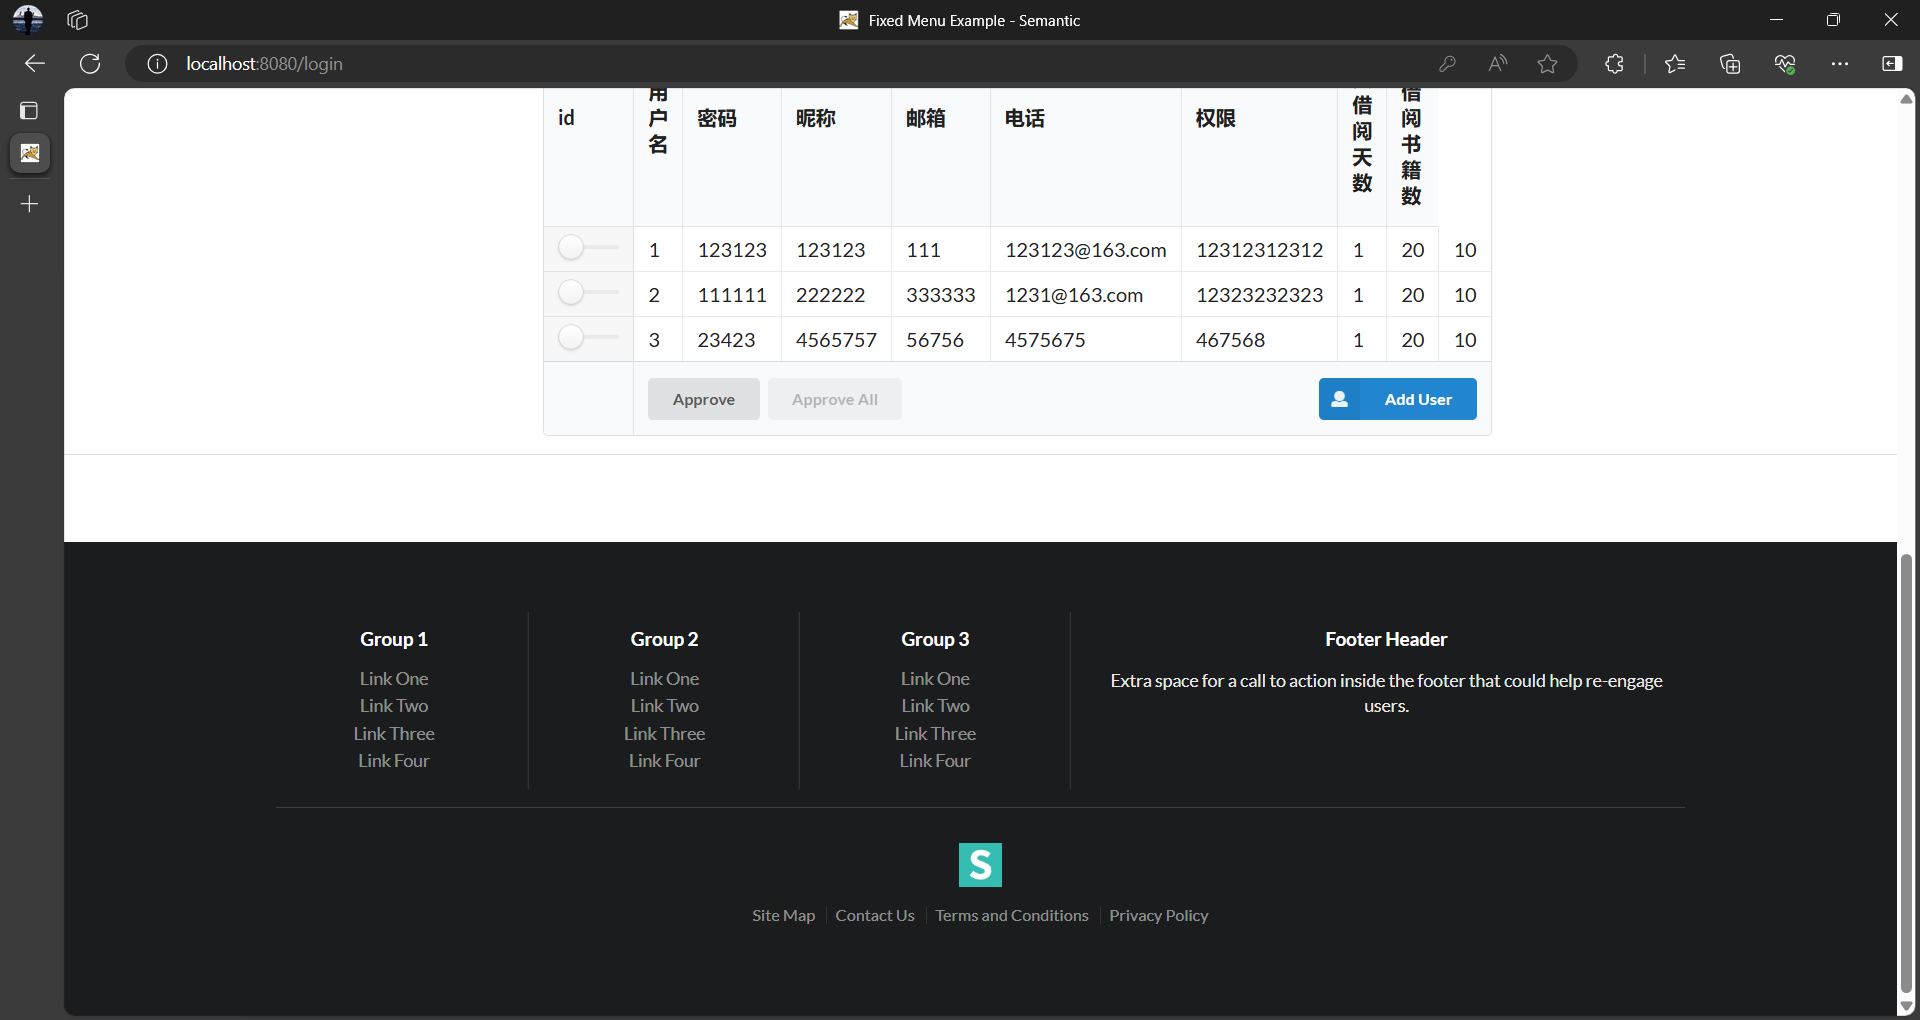 Fixed Menu Example - Semantic
localhost:8080/login
id 用户名 密码 昵称 邮箱 电话 权限 借阅天数 借阅书籍数
1 123123 123123 111 123123@163.com 12312312312 1 20 10
2 111111 222222 333333 1231@163.com 12323232323 1 20 10
3 23423 4565757 56756 4575675 467568 1 20 10
Approve Approve All Add User
Group 1 Group 2 Group 3 Footer Header
Link One Link One Link One Extra space for a call to action inside the footer that could help re-engage
Link Two Link Two Link Two users.
Link Three Link Three Link Three
Link Four Link Four Link Four
S
Site Map Contact Us Terms and Conditions Privacy Policy